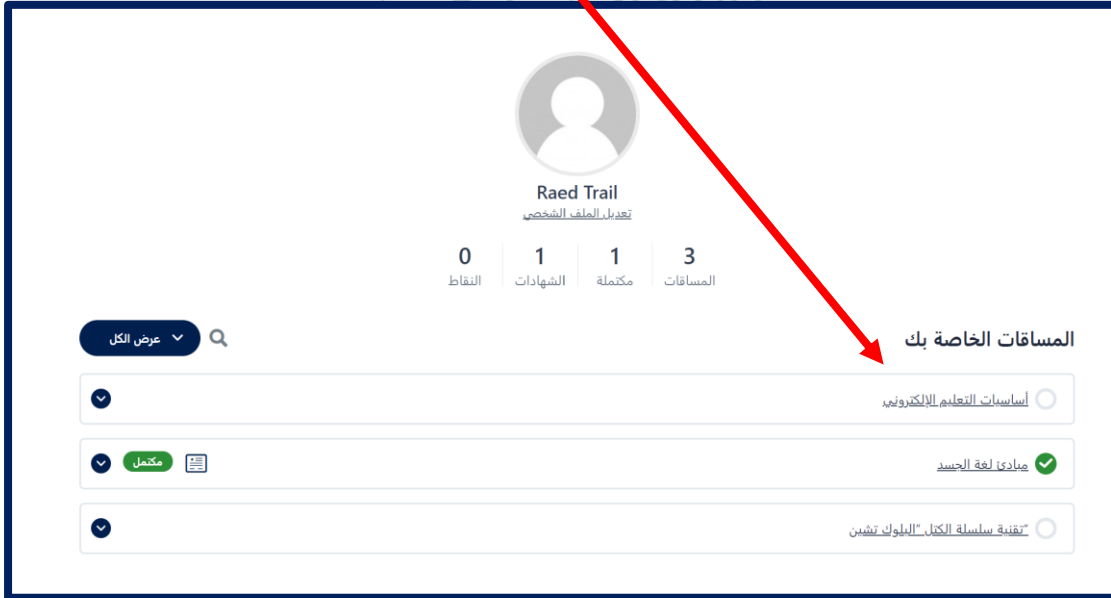 Raed Trail
تعديل الملف الشخصي
3 1 1 0
المساقات مكتملة الشهادات النقاط
المساقات الخاصة بك
عرض الكل
أساسيات التعليم الإلكتروني
مبادئ لغة الجسد
مكتمل
"تقنية سلسلة الكتل "البلوك تشين